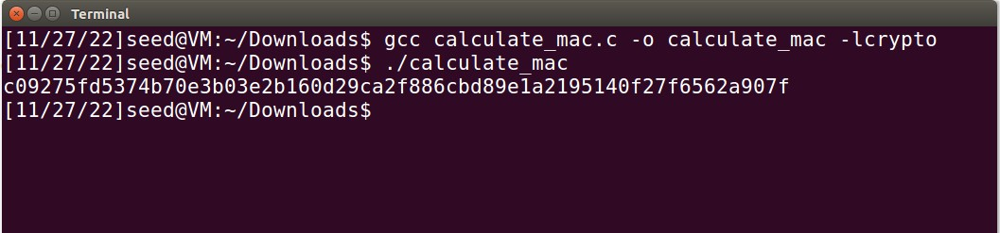 Terminal
[11/27/22]seed@VM:~/Downloads$ gcc calculate_mac.c -o calculate_mac -lcrypto
[11/27/22]seed@VM:~/Downloads$ ./calculate_mac
c09275fd5374b70e3b03e2b160d29ca2f886cbd89e1a2195140f27f6562a907f
[11/27/22]seed@VM:~/Downloads$